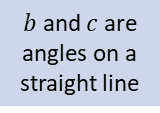 b and c are
angles on a
straight line